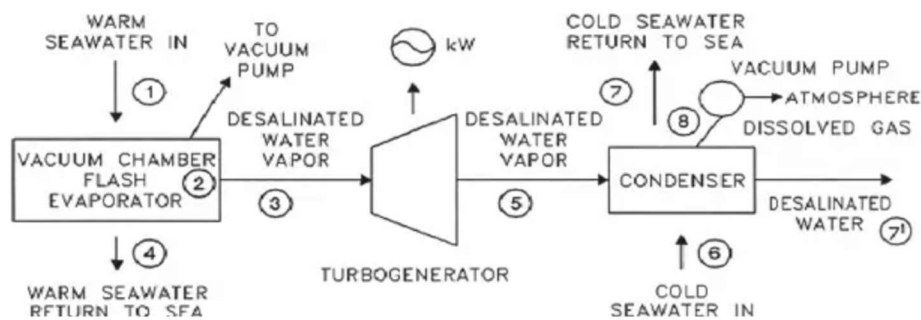 WARM
SEAWATER IN
TO
VACUUM
PUMP
kW
COLD SEAWATER
RETURN TO SEA
VACUUM PUMP
ATMOSPHERE
DISSOLVED GAS
1
7
8
DESALINATED
WATER
VAPOR
DESALINATED
WATER
VAPOR
VACUUM CHAMBER
FLASH
EVAPORATOR
2
3
5
CONDENSER
DESALINATED
WATER
7'
4
6
TURBOGENERATOR
WARM SEAWATER
RETURN TO SEA
COLD
SEAWATER IN